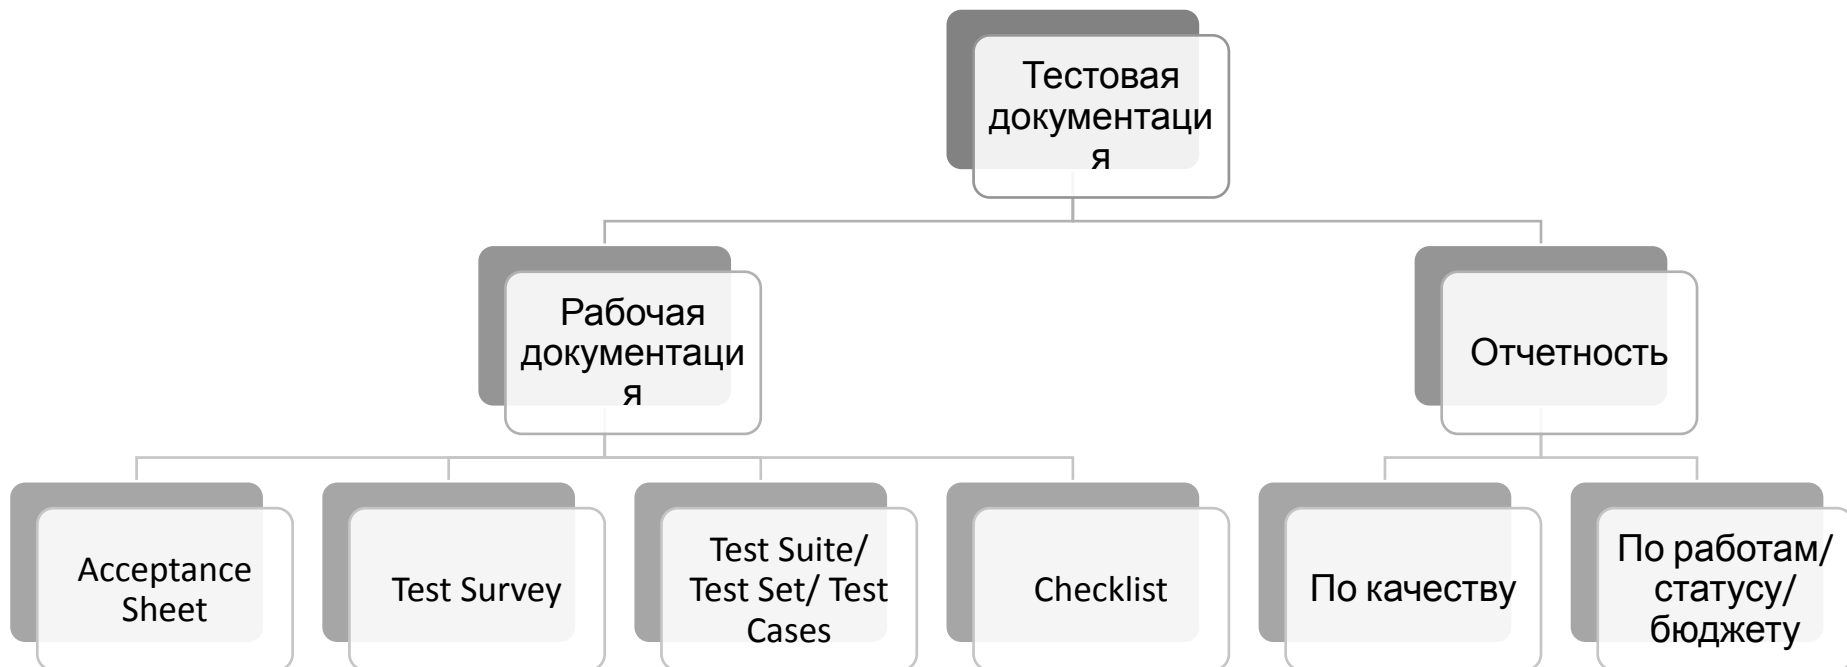 Тестовая
документаци
я
Рабочая
документаци
я
Отчетность
Acceptance
Sheet
Test Survey
Test Suite/
Test Set/ Test
Cases
Checklist
По качеству
По работам/
статусу/
бюджету